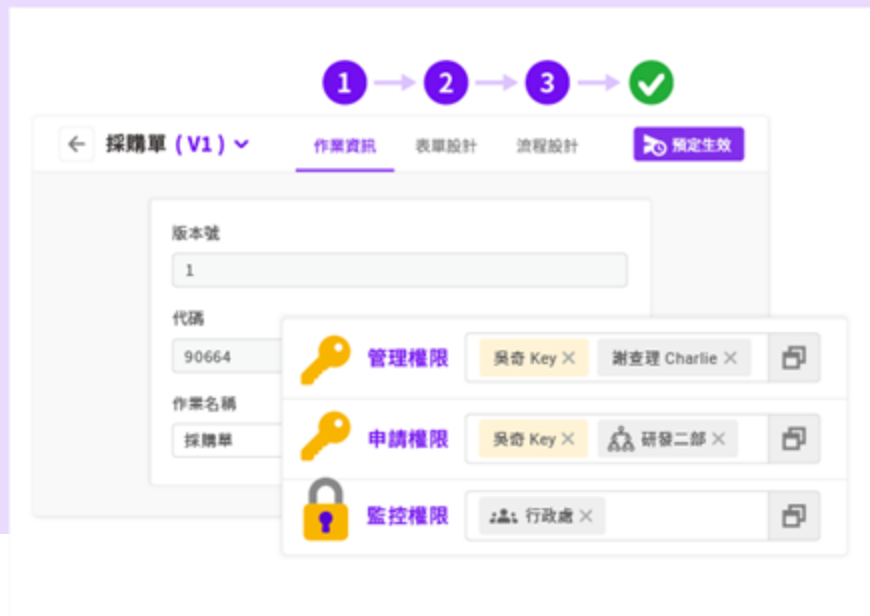 1 2 3
採購單 ( V1 ) 作業資訊 表單設計 流程設計 預定生效
版本號
1
代碼
90664
作業名稱
採購單
管理權限 吳奇 Key 謝查理 Charlie
申請權限 吳奇 Key 研發二部
監控權限 行政處